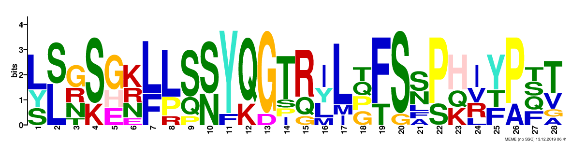 4
3
2
1
0
bits
L S G S G K L L S S Y Q G T R I L F S P H I Y P T
Y L R K H R F P P N F K D S Q Y M T S Q V T A S V
S N E N R Q P G L I G K R F F A
1 2 3 4 5 6 7 8 9 10 11 12 13 14 15 16 17 18 19 20 21 22 23 24 25 26 27 28